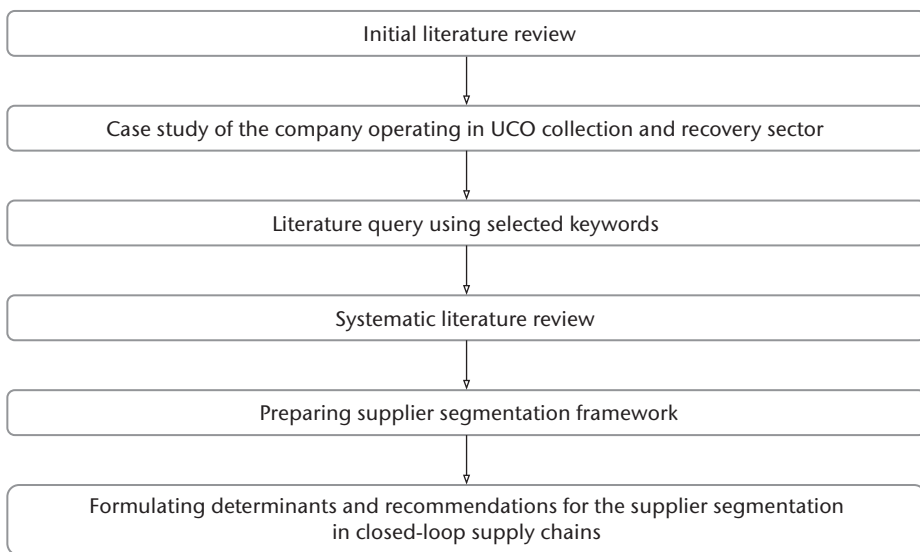 Initial literature review
Case study of the company operating in UCO collection and recovery sector
Literature query using selected keywords
Systematic literature review
Preparing supplier segmentation framework
Formulating determinants and recommendations for the supplier segmentation
in closed-loop supply chains